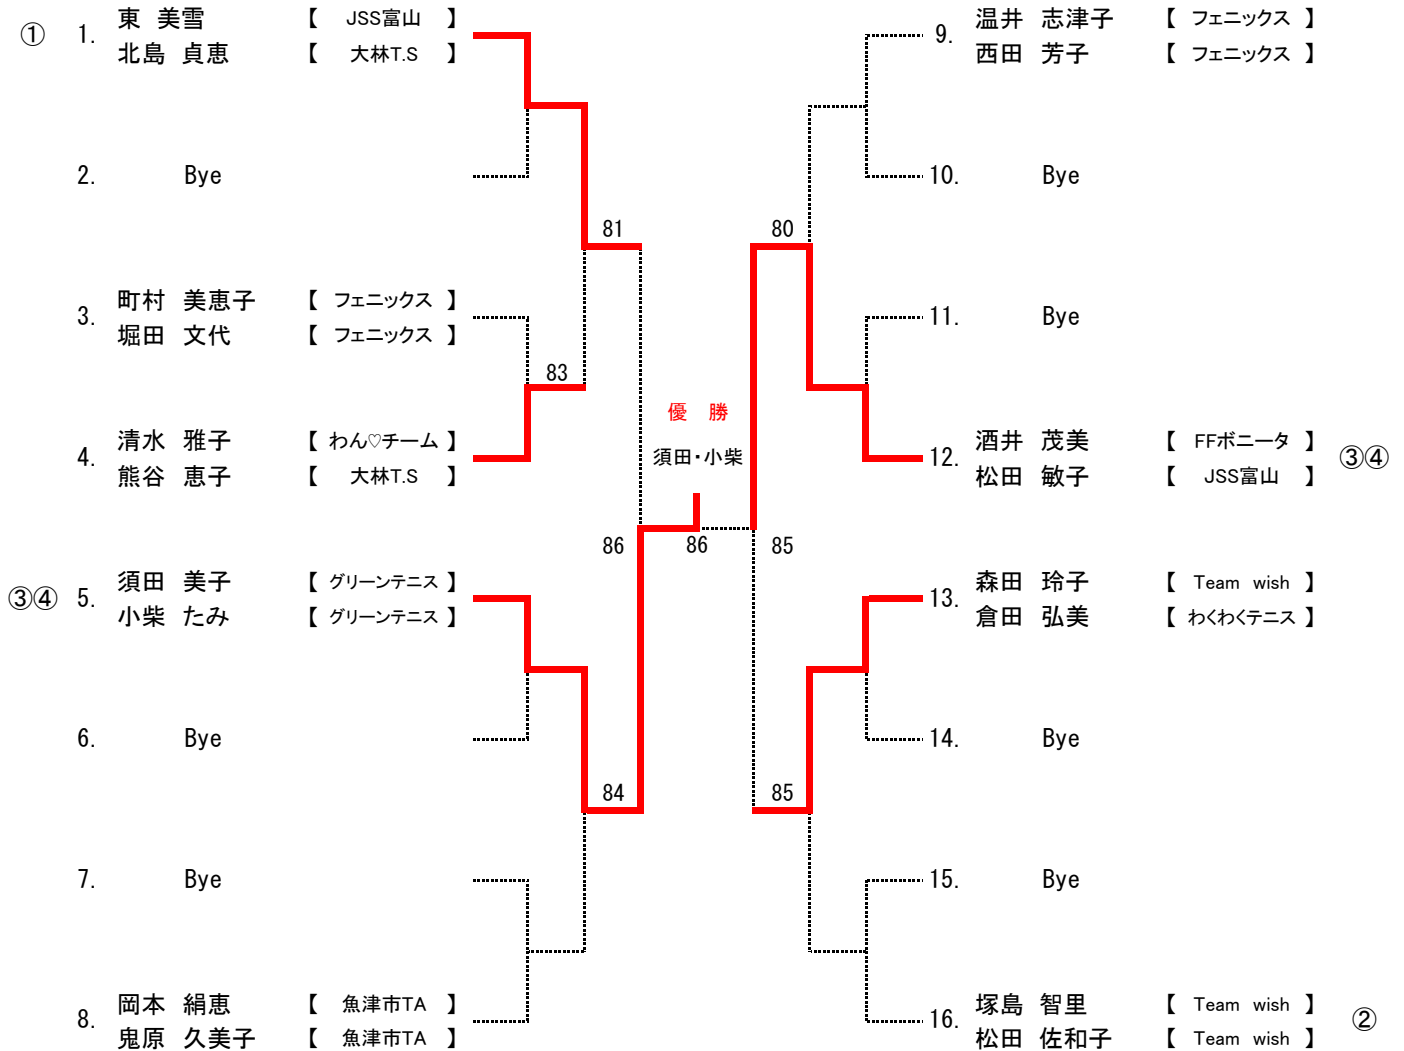 ① 1. 東 美雪 【 JSS富山 】
北島 貞恵 【 大林T.S 】
2. Bye
81
3. 町村 美恵子 【 フェニックス 】
堀田 文代 【 フェニックス 】
83
4. 清水 雅子 【 わん♡チーム 】
熊谷 恵子 【 大林T.S 】
86
③④ 5. 須田 美子 【 グリーンテニス 】
小柴 たみ 【 グリーンテニス 】
6. Bye
84
7. Bye
8. 岡本 絹恵 【 魚津市TA 】
鬼原 久美子 【 魚津市TA 】
優 勝
須田・小柴
86
9. 温井 志津子 【 フェニックス 】
西田 芳子 【 フェニックス 】
10. Bye
80
11. Bye
12. 酒井 茂美 【 FFボニータ 】 ③④
松田 敏子 【 JSS富山 】
85
13. 森田 玲子 【 Team wish 】
倉田 弘美 【 わくわくテニス 】
14. Bye
85
15. Bye
16. 塚島 智里 【 Team wish 】 ②
松田 佐和子 【 Team wish 】